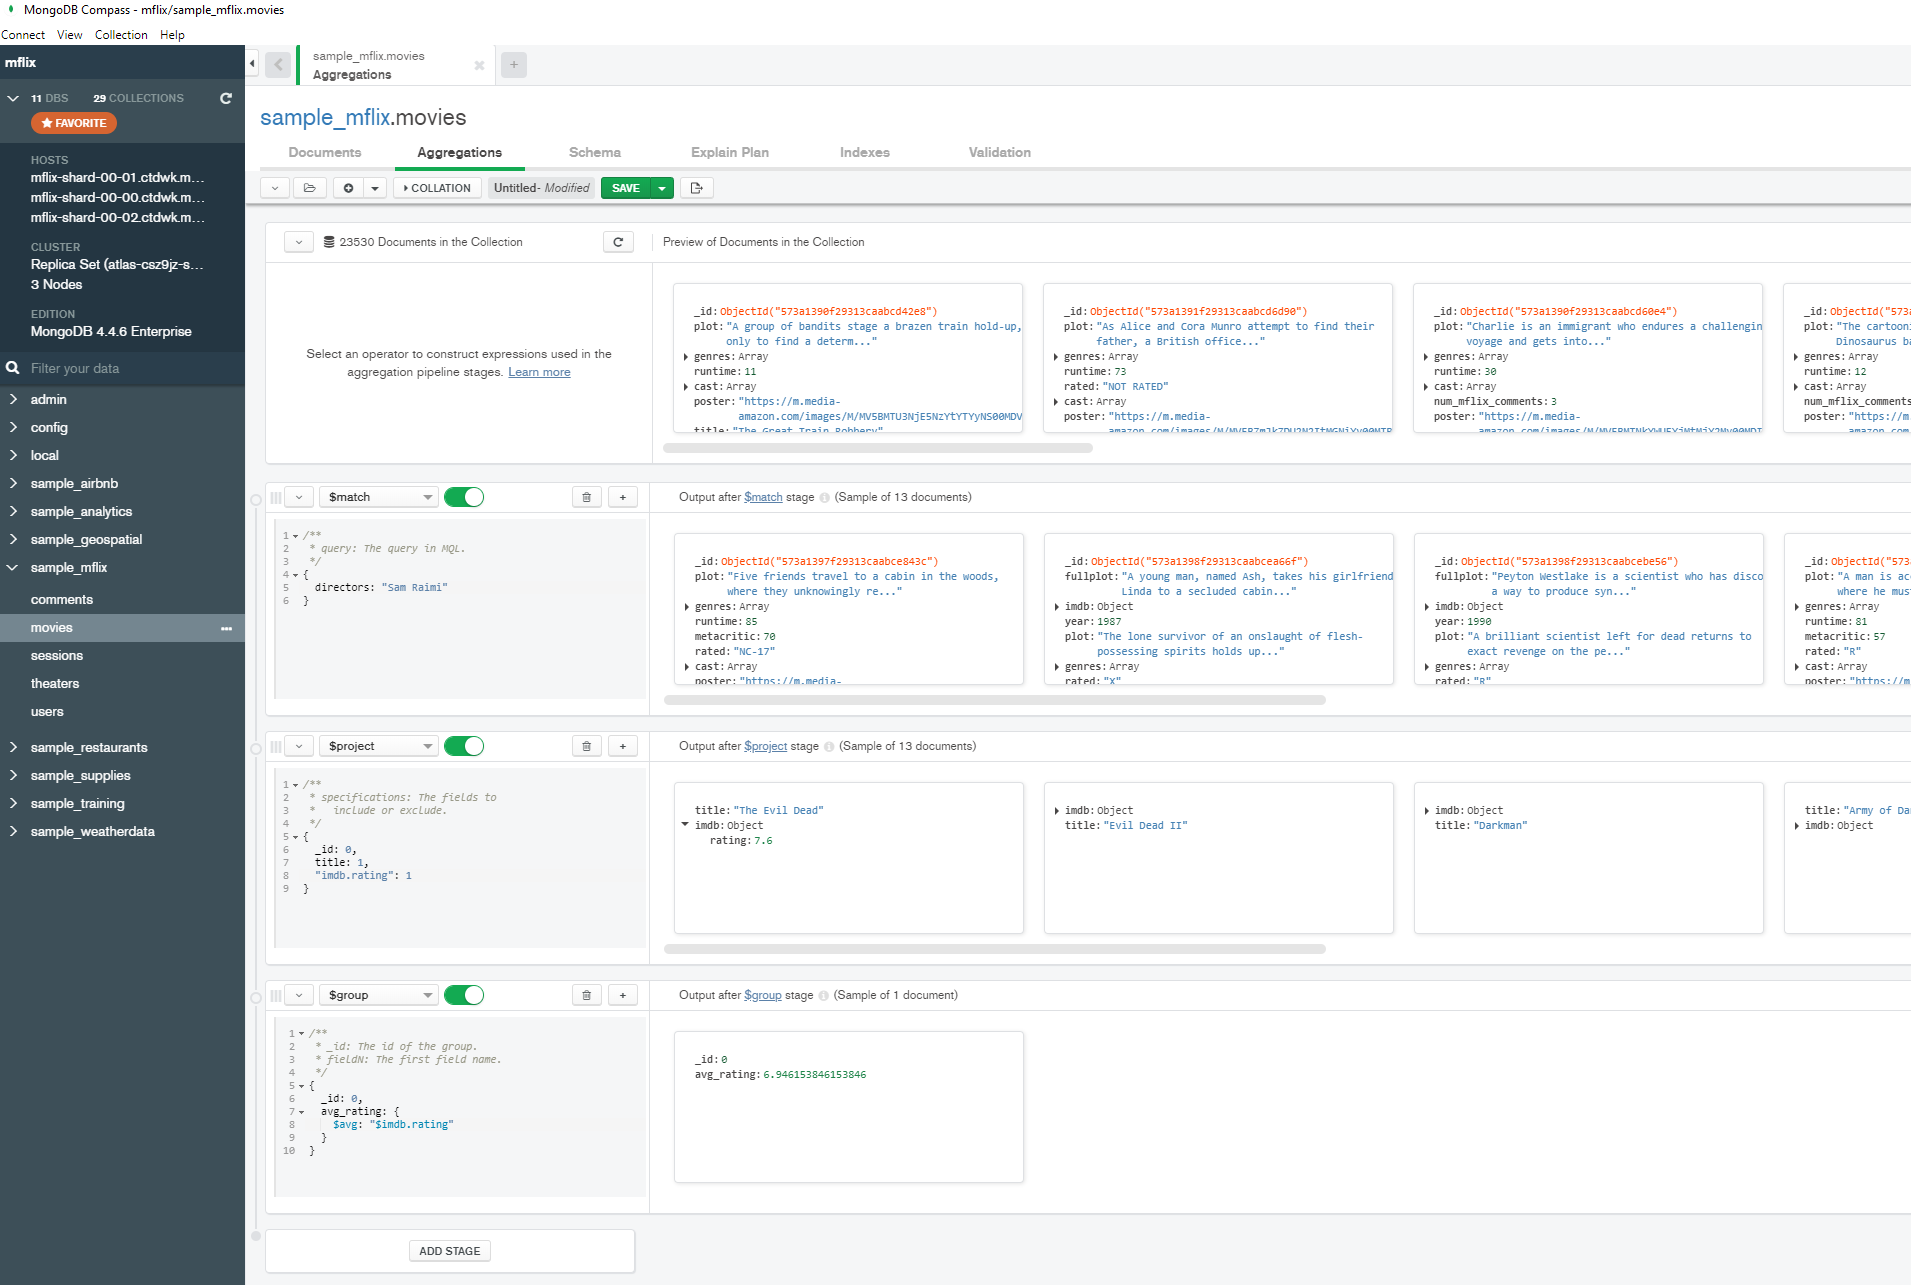 MongoDB Compass - mflix/sample_mflix.movies
Connect View Collection Help
mflix
11 DBS 29 COLLECTIONS
FAVORITE
HOSTS
mflix-shard-00-01.ctdwk.m...
mflix-shard-00-00.ctdwk.m...
mflix-shard-00-02.ctdwk.m...
CLUSTER
Replica Set (atlas-csz9jz-s...
3 Nodes
EDITION
MongoDB 4.4.6 Enterprise
Filter your data
admin
config
local
sample_airbnb
sample_analytics
sample_geospatial
sample_mflix
comments
movies
sessions
theaters
users
sample_restaurants
sample_supplies
sample_training
sample_weatherdata
sample_mflix.movies
Aggregations
sample_mflix.movies
Documents Aggregations Schema Explain Plan Indexes Validation
COLLATION Untitled- Modified SAVE
23530 Documents in the Collection
Preview of Documents in the Collection
Select an operator to construct expressions used in the
aggregation pipeline stages. Learn more
_id: ObjectId("573a1390f29313caabcd42e8")
plot: "A group of bandits stage a brazen train hold-up,
only to find a determ..."
genres: Array
runtime: 11
cast: Array
poster: "https://m.media-
amazon.com/images/M/MV5BMTU3NjE5NzYtYTYyNS00MDV
title: "The Great Train Robbery"
_id: ObjectId("573a1391f29313caabcd6d90")
plot: "As Alice and Cora Munro attempt to find their
father, a British office..."
genres: Array
runtime: 73
rated: "NOT RATED"
cast: Array
poster: "https://m.media-
_id: ObjectId("573a1390f29313caabcd60e4")
plot: "Charlie is an immigrant who endures a challengin
voyage and gets into..."
genres: Array
runtime: 30
cast: Array
num_mflix_comments: 3
poster: "https://m.media-
_id: ObjectId("573
plot: "The cartooni
Dinosaurus ba
genres: Array
runtime: 12
cast: Array
num_mflix_comments
poster: "https://m
$match
Output after $match stage (Sample of 13 documents)
1 /**
2 * query: The query in MQL.
3 */
4 {
5 directors: "Sam Raimi"
6 }
_id: ObjectId("573a1397f29313caabce843c")
plot: "Five friends travel to a cabin in the woods,
where they unknowingly re..."
genres: Array
runtime: 85
metacritic: 70
rated: "NC-17"
cast: Array
poster: "https://m.media-
_id: ObjectId("573a1398f29313caabcea66f")
fullplot: "A young man, named Ash, takes his girlfriend
Linda to a secluded cabin..."
imdb: Object
year: 1987
plot: "The lone survivor of an onslaught of flesh-
possessing spirits holds up..."
genres: Array
rated: "X"
_id: ObjectId("573a1398f29313caabcebe56")
fullplot: "Peyton Westlake is a scientist who has disco
a way to produce syn..."
imdb: Object
year: 1990
plot: "A brilliant scientist left for dead returns to
exact revenge on the pe..."
genres: Array
rated: "R"
_id: ObjectId("573
plot: "A man is acc
where he mus
genres: Array
runtime: 81
metacritic: 57
rated: "R"
cast: Array
poster: "https://m
$project
Output after $project stage (Sample of 13 documents)
1 /**
2 * specifications: The fields to
3 * include or exclude.
4 */
5 {
6 _id: 0,
7 title: 1,
8 "imdb.rating": 1
9 }
title: "The Evil Dead"
imdb: Object
rating: 7.6
imdb: Object
title: "Evil Dead II"
imdb: Object
title: "Darkman"
title: "Army of Da
imdb: Object
$group
Output after $group stage (Sample of 1 document)
1 /**
2 * _id: The id of the group.
3 * fieldN: The first field name.
4 */
5 {
6 _id: 0,
7 avg_rating: {
8 $avg: "$imdb.rating"
9 }
10 }
_id: 0
avg_rating: 6.946153846153846
ADD STAGE